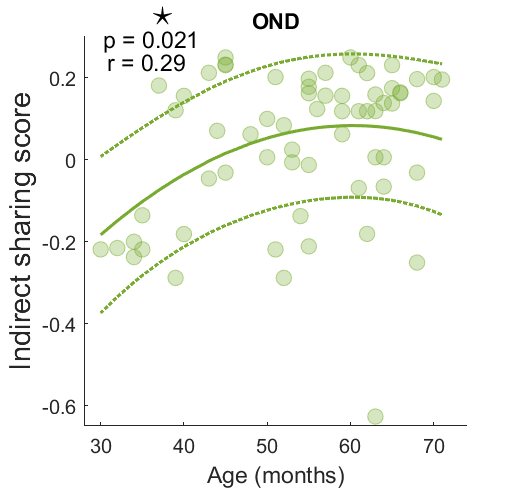 OND
p = 0.021
r = 0.29
Indirect sharing score
0.2
0
-0.2
-0.4
-0.6
30 40 50 60 70
Age (months)